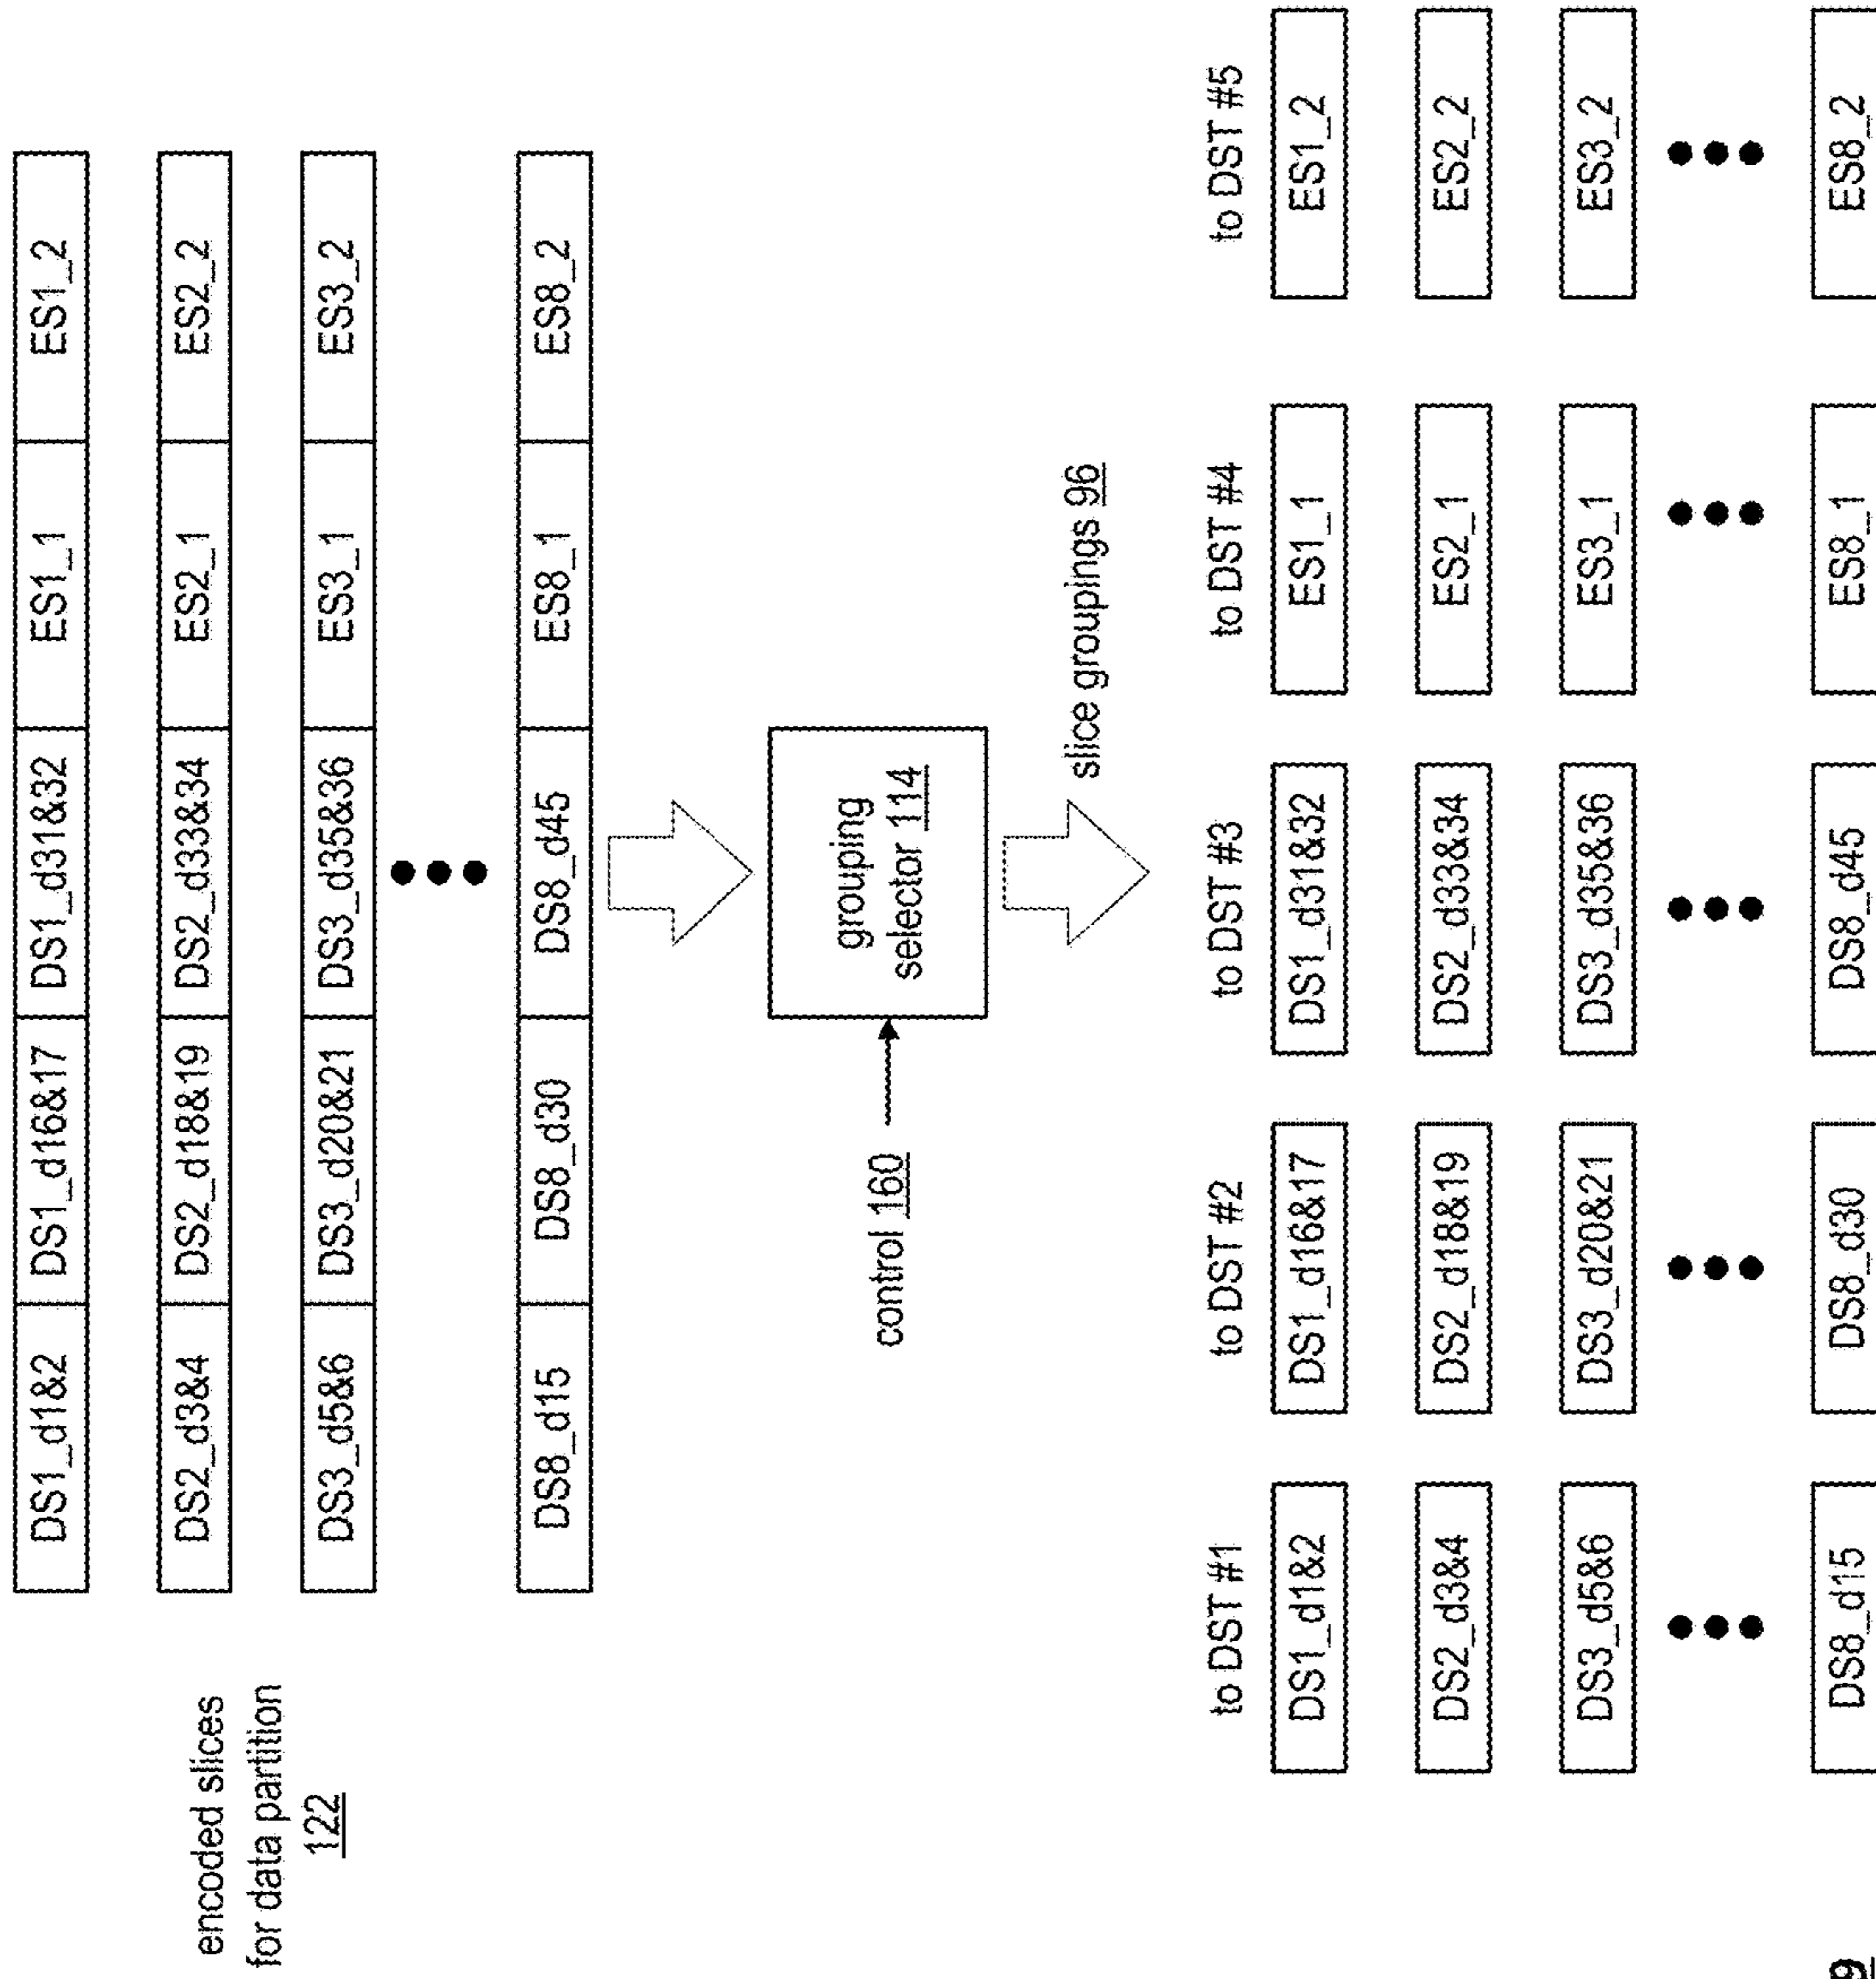 encoded slices
for data partition
122
DS1_d1&2 DS1_d16&17 DS1_d31&32 ES1_1 ES1_2
DS2_d3&4 DS2_d18&19 DS2_d33&34 ES2_1 ES2_2
DS3_d5&6 DS3_d20&21 DS3_d35&36 ES3_1 ES3_2
DS8_d15 DS8_d30 DS8_d45 ES8_1 ES8_2
control 160
grouping
selector 114
slice groupings 96
to DST #1 to DST #2 to DST #3 to DST #4 to DST #5
DS1_d1&2 DS1_d16&17 DS1_d31&32 ES1_1 ES1_2
DS2_d3&4 DS2_d18&19 DS2_d33&34 ES2_1 ES2_2
DS3_d5&6 DS3_d20&21 DS3_d35&36 ES3_1 ES3_2
DS8_d15 DS8_d30 DS8_d45 ES8_1 ES8_2